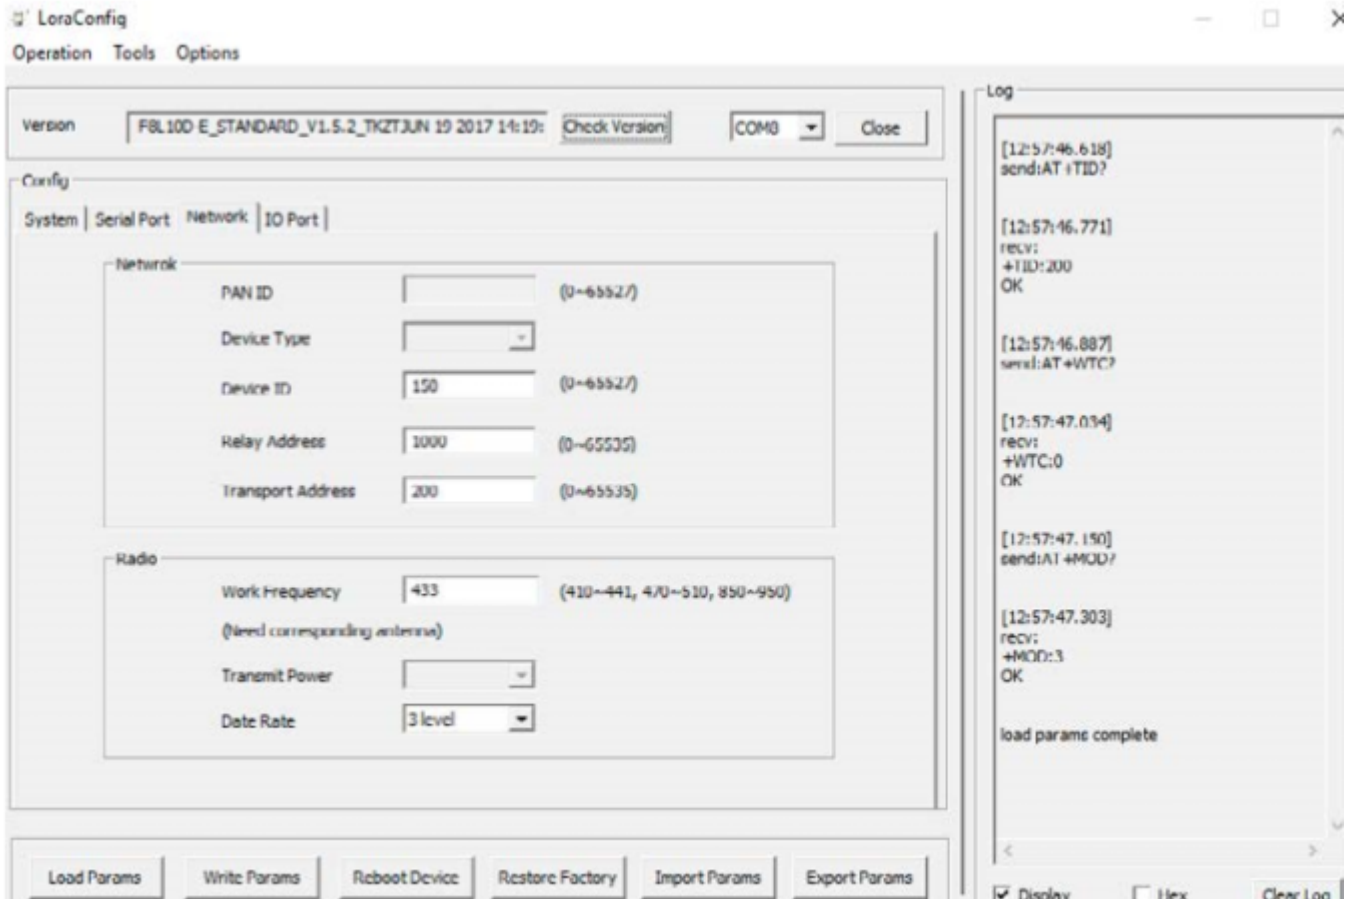 LoraConfig
Operation Tools Options
Version F8L10D-E_STANDARD_V1.5.2_TKZTJUN 19 2017 14:19: Check Version COM8 Close
Config
System Serial Port Network IO Port
Netwrok
PAN ID (0~65527)
Device Type
Device ID 150 (0~65527)
Relay Address 1000 (0~65535)
Transport Address 200 (0~65535)
Radio
Work Frequency 433 (410~441, 470~510, 850~950)
(Need corresponding antenna)
Transmit Power
Date Rate 3 level
Load Params Write Params Reboot Device Restore Factory Import Params Export Params
Log
[12:57:46.618]
send:AT+TID?
[12:57:46.771]
recv:
+TID:200
OK
[12:57:46.887]
send:AT+WTC?
[12:57:47.034]
recv:
+WTC:0
OK
[12:57:47.150]
send:AT+MOD?
[12:57:47.303]
recv:
+MOD:3
OK
load params complete
Display Hex Clear Log